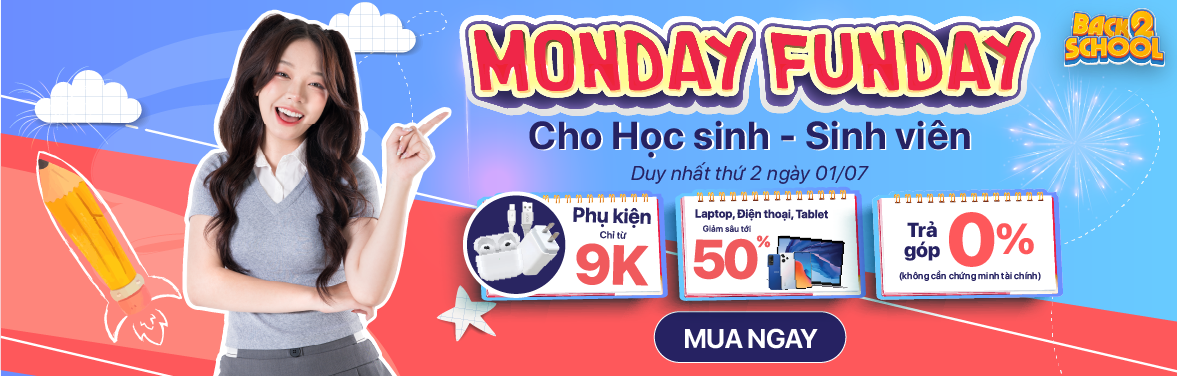 MONDAY FUNDAY
BACK 2
SCHOOL
Cho Học sinh - Sinh viên
Duy nhất thứ 2 ngày 01/07
Phụ kiện
Chỉ từ
9K
Laptop, Điện thoại, Tablet
Giảm sâu tới
50%
Trả
góp
0%
(không cần chứng minh tài chính)
MUA NGAY